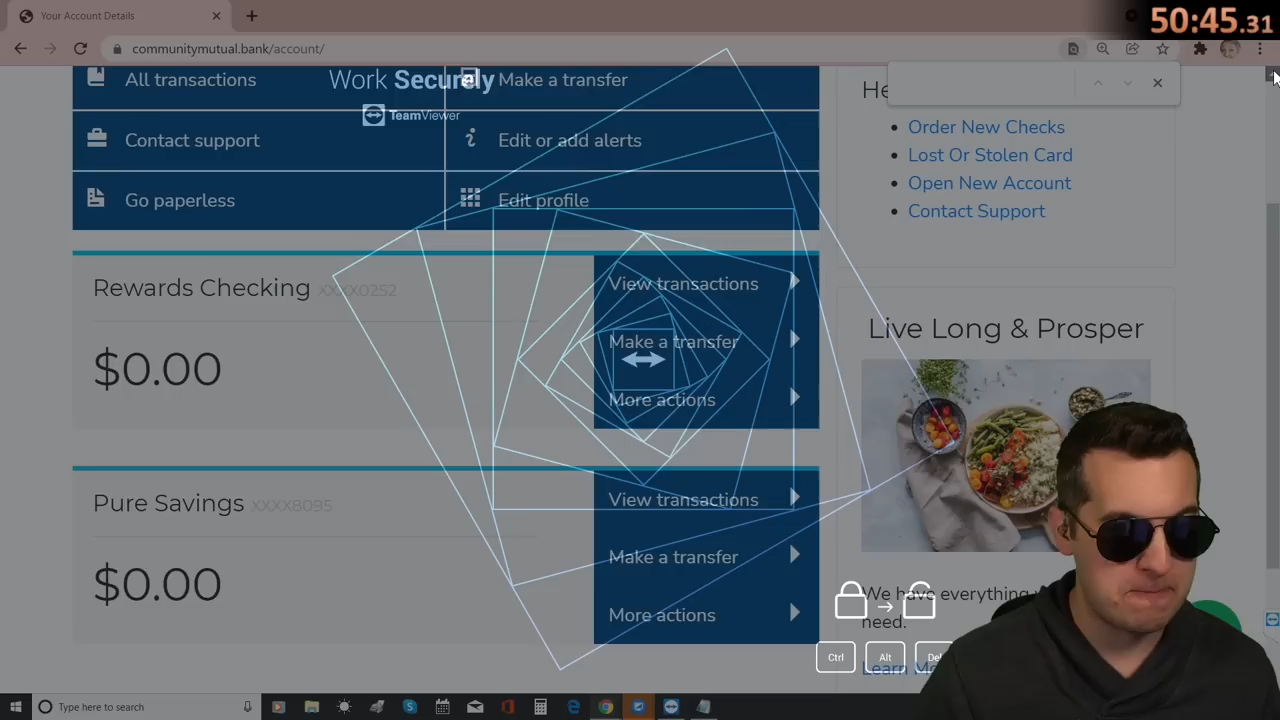 Your Account Details
50:45.31
communitymutual.bank/account/
Work Securely
TeamViewer
All transactions
Make a transfer
Contact support
Edit or add alerts
Go paperless
Edit profile
Order New Checks
Lost Or Stolen Card
Open New Account
Contact Support
Rewards Checking XXXX0252
$0.00
View transactions
Make a transfer
More actions
Pure Savings XXXX8095
$0.00
View transactions
Make a transfer
More actions
Live Long & Prosper
We have everything
need.
Learn
Ctrl
Alt
Type here to search